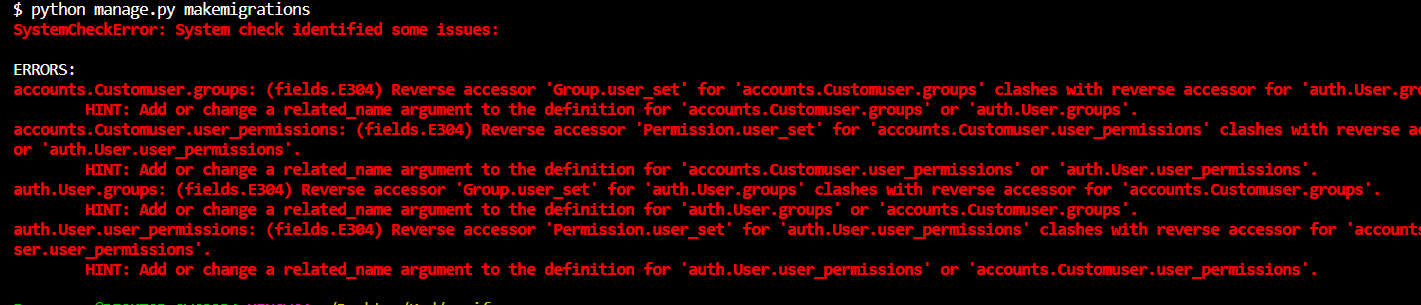 $ python manage.py makemigrations
SystemCheckError: System check identified some issues:
ERRORS:
accounts.Customuser.groups: (fields.E304) Reverse accessor 'Group.user_set' for 'accounts.Customuser.groups' clashes with reverse accessor for 'auth.User.gro
HINT: Add or change a related_name argument to the definition for 'accounts.Customuser.groups' or 'auth.User.groups'.
accounts.Customuser.user_permissions: (fields.E304) Reverse accessor 'Permission.user_set' for 'accounts.Customuser.user_permissions' clashes with reverse ac
or 'auth.User.user_permissions'.
HINT: Add or change a related_name argument to the definition for 'accounts.Customuser.user_permissions' or 'auth.User.user_permissions'.
auth.User.groups: (fields.E304) Reverse accessor 'Group.user_set' for 'auth.User.groups' clashes with reverse accessor for 'accounts.Customuser.groups'.
HINT: Add or change a related_name argument to the definition for 'auth.User.groups' or 'accounts.Customuser.groups'.
auth.User.user_permissions: (fields.E304) Reverse accessor 'Permission.user_set' for 'auth.User.user_permissions' clashes with reverse accessor for 'accounts
ser.user_permissions'.
HINT: Add or change a related_name argument to the definition for 'auth.User.user_permissions' or 'accounts.Customuser.user_permissions'.